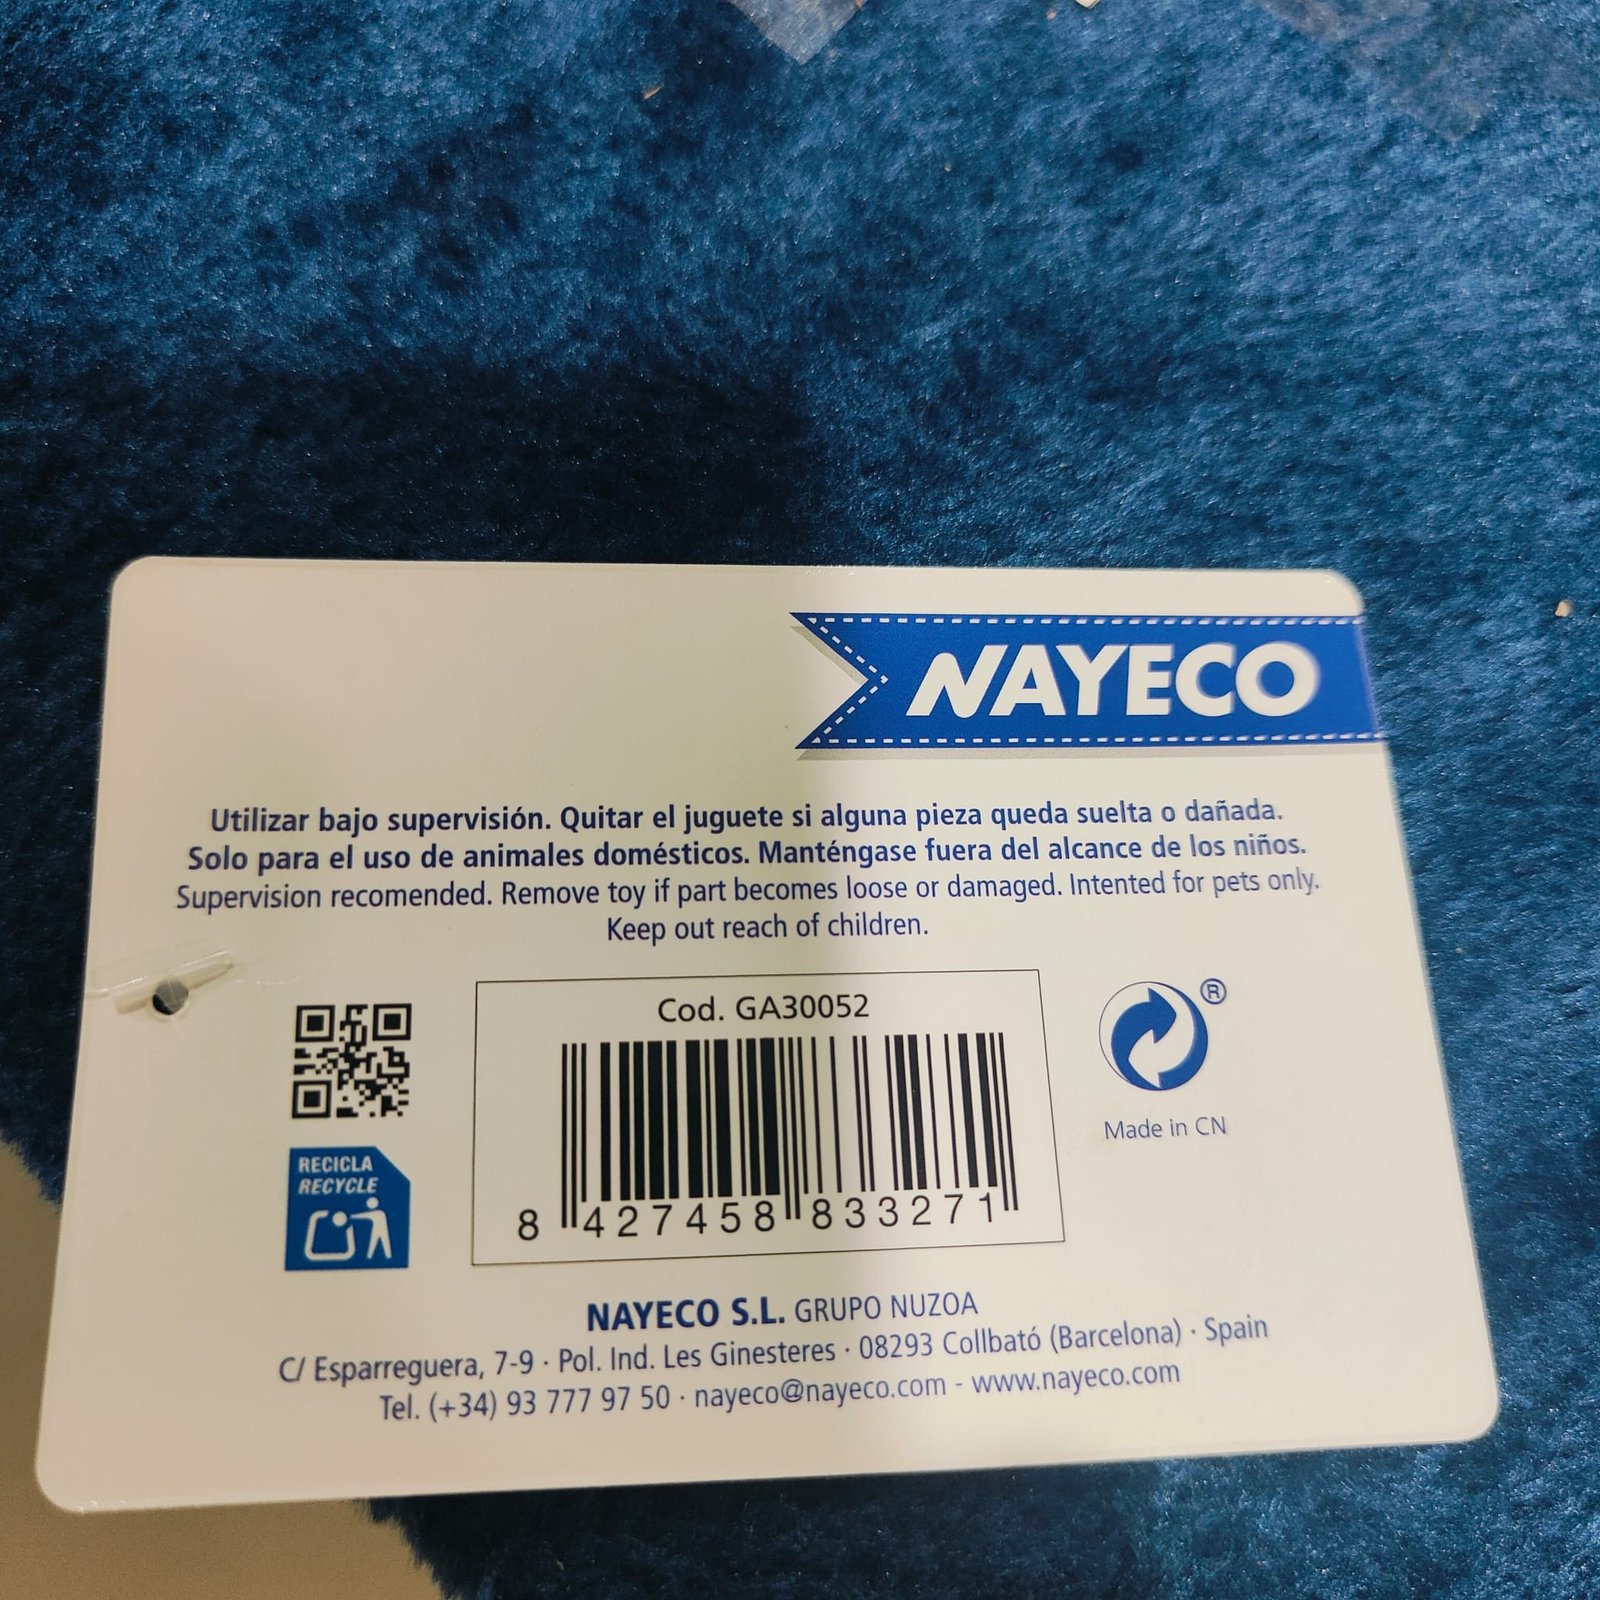 NAYECO
Utilizar bajo supervisión. Quitar el juguete si alguna pieza queda suelta o dañada.
Solo para el uso de animales domésticos. Manténgase fuera del alcance de los niños.
Supervision recomended. Remove toy if part becomes loose or damaged. Intented for pets only.
Keep out reach of children.
Cod. GA30052
8 427458 833271
®
Made in CN
RECICLA
RECYCLE
NAYECO S.L. GRUPO NUZOA
C/ Esparreguera, 7-9 · Pol. Ind. Les Ginesteres · 08293 Collbató (Barcelona) · Spain
Tel. (+34) 93 777 97 50 · nayeco@nayeco.com - www.nayeco.com